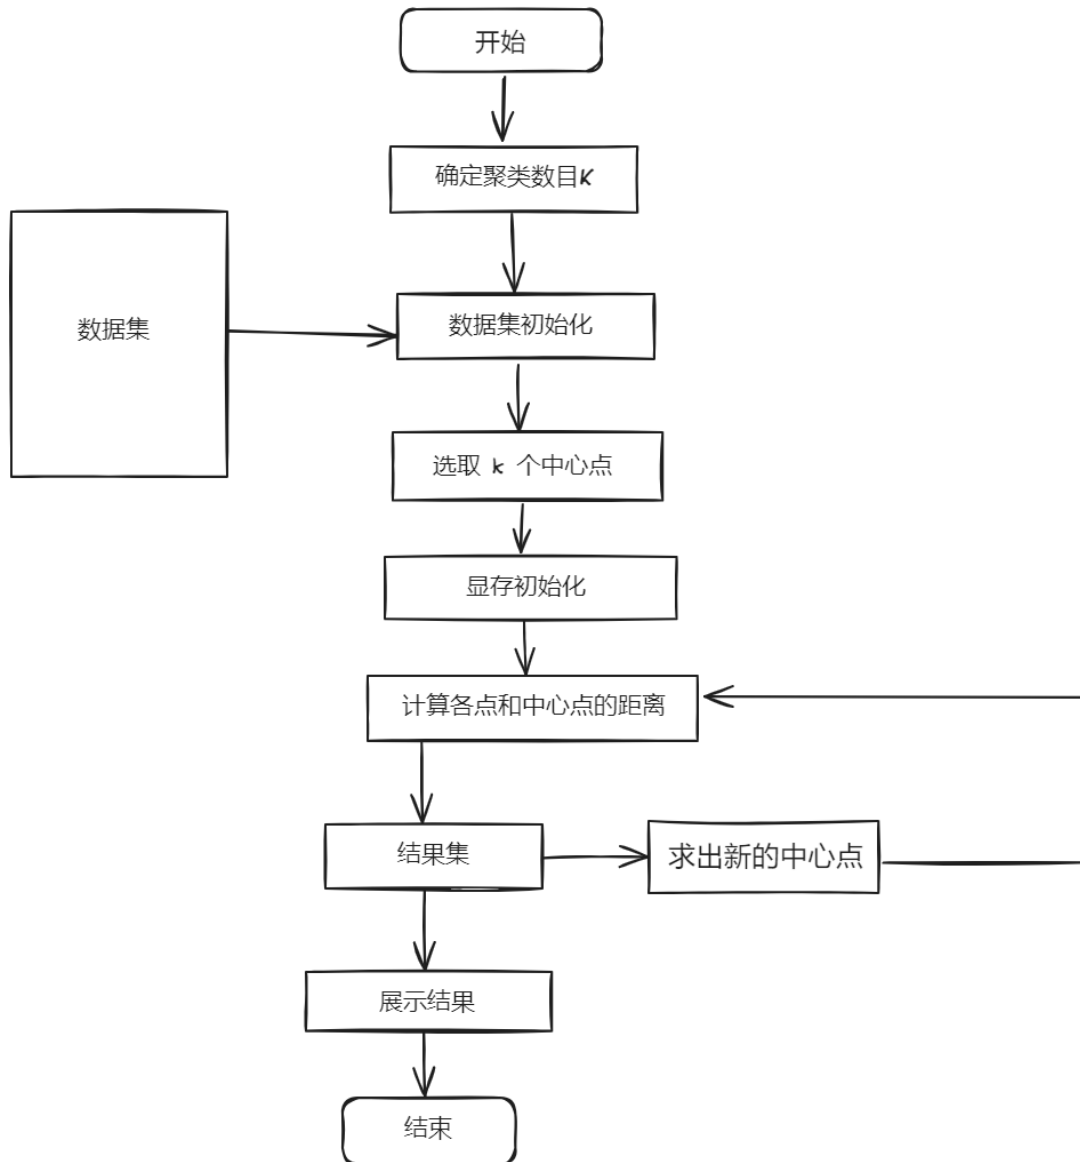 开始
确定聚类数目K
数据集
数据集初始化
选取 k 个中心点
显存初始化
计算各点和中心点的距离
结果集
求出新的中心点
展示结果
结束